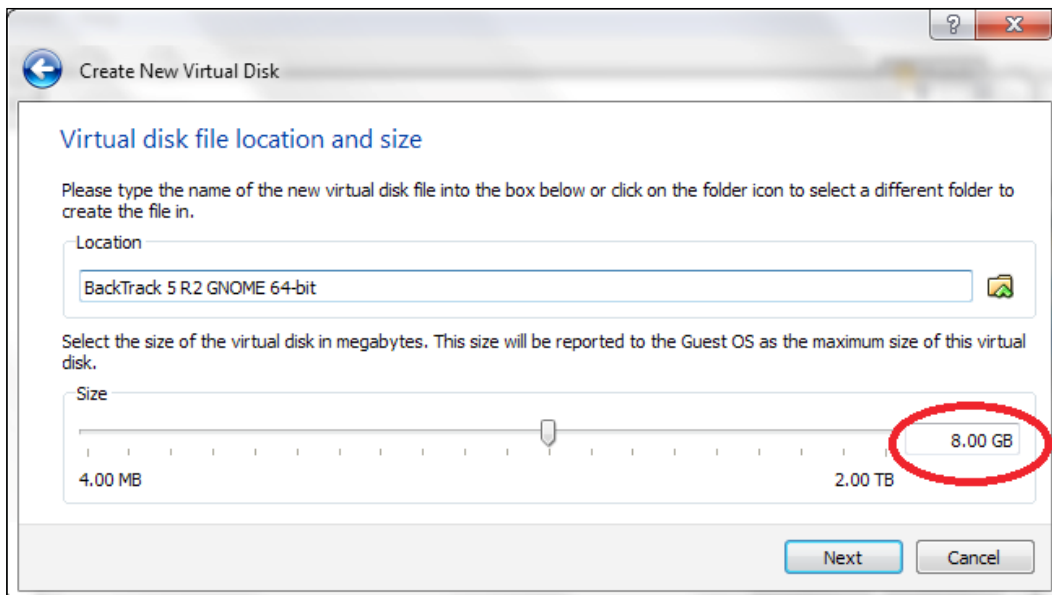 ?
X
Create New Virtual Disk
Virtual disk file location and size
Please type the name of the new virtual disk file into the box below or click on the folder icon to select a different folder to
create the file in.
Location
BackTrack 5 R2 GNOME 64-bit
Select the size of the virtual disk in megabytes. This size will be reported to the Guest OS as the maximum size of this virtual
disk.
Size
8.00 GB
4.00 MB
2.00 TB
Next
Cancel